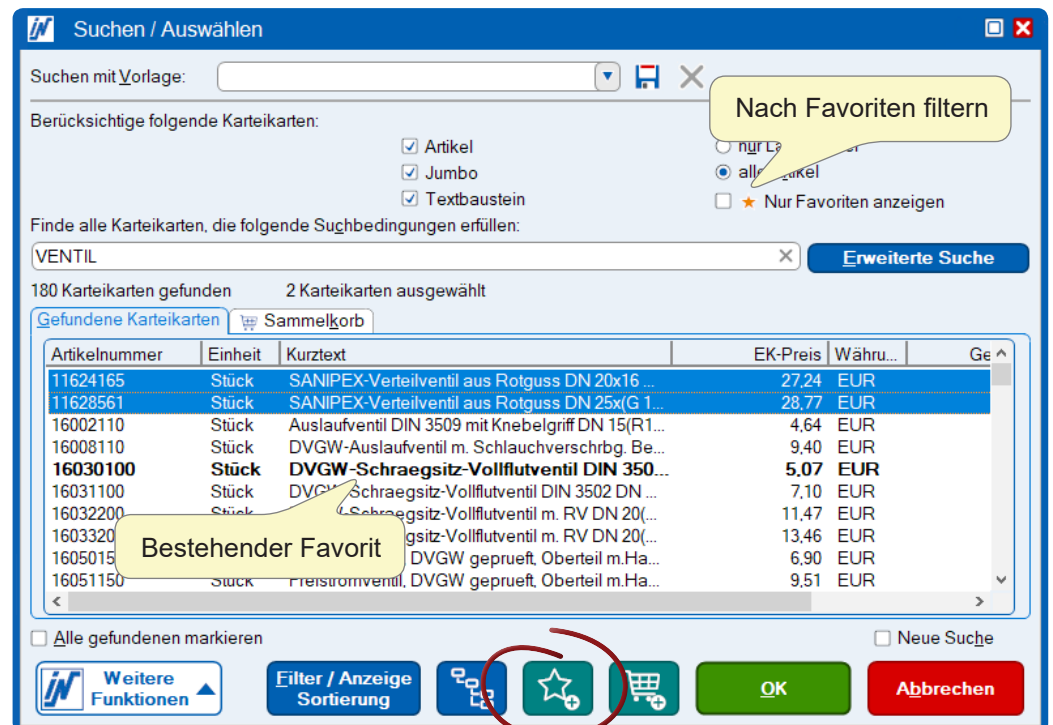 Suchen / Auswählen
Suchen mit Vorlage:
Nach Favoriten filtern
Berücksichtige folgende Karteikarten:
Artikel
Jumbo
alle
Textbaustein
Nur Favoriten anzeigen
Finde alle Karteikarten, die folgende Suchbedingungen erfüllen:
VENTIL Erweiterte Suche
180 Karteikarten gefunden 2 Karteikarten ausgewählt
Gefundene Karteikarten Sammelkorb
Artikelnummer Einheit Kurztext EK-Preis Währu... Ge
11624165 Stück SANIPEX-Verteilventil aus Rotguss DN 20x16 ... 27,24 EUR
11628561 Stück SANIPEX-Verteilventil aus Rotguss DN 25x(G 1... 28,77 EUR
16002110 Stück Auslaufventil DIN 3509 mit Knebelgriff DN 15(R1... 4,64 EUR
16008110 Stück DVGW-Auslaufventil m. Schlauchverschrbg. Be... 9,40 EUR
16030100 Stück DVGW-Schraegsitz-Vollflutventil DIN 350... 5,07 EUR
16031100 Stück DVGW-Schraegsitz-Vollflutventil DIN 3502 DN ... 7,10 EUR
16032200 Stück -Schraegsitz-Vollflutventil m. RV DN 20(... 11,47 EUR
gsitz-Vollflutventil m. RV DN 20(... 13,46 EUR
Bestehender Favorit
DVGW geprueft, Oberteil m.Ha... 6,90 EUR
16051150 Stück Freistromventil, DVGW geprueft, Oberteil m.Ha... 9,51 EUR
Alle gefundenen markieren Neue Suche
Weitere Funktionen
Filter / Anzeige
Sortierung
OK
Abbrechen